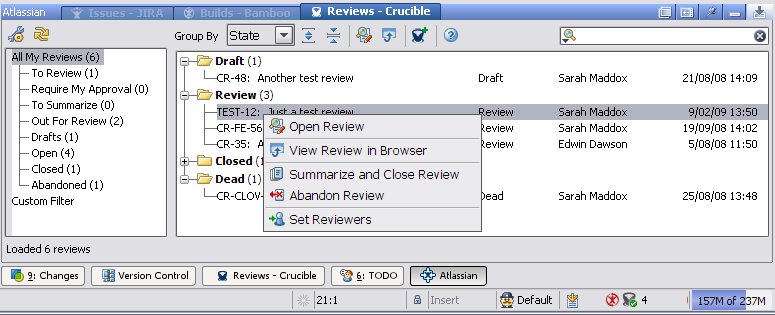 Atlassian Issues - JIRA Builds - Bamboo Reviews - Crucible
Group By State
All My Reviews (6)
To Review (1)
Require My Approval (0)
To Summarize (0)
Out For Review (2)
Drafts (1)
Open (4)
Closed (1)
Abandoned (1)
Custom Filter
Loaded 6 reviews
Draft (1)
CR-48: Another test review Draft Sarah Maddox 21/08/08 14:09
Review (3)
TEST-12: Just a test review Review Sarah Maddox 9/02/09 13:50
CR-FE-56 Review Sarah Maddox 19/09/08 14:02
CR-35: Review Edwin Dawson 5/08/08 11:50
Closed (1)
Dead (1)
CR-CLOV- Dead Sarah Maddox 25/08/08 13:48
Open Review
View Review in Browser
Summarize and Close Review
Abandon Review
Set Reviewers
9: Changes Version Control Reviews - Crucible 6: TODO Atlassian
21:1 Insert Default 4 157M of 237M